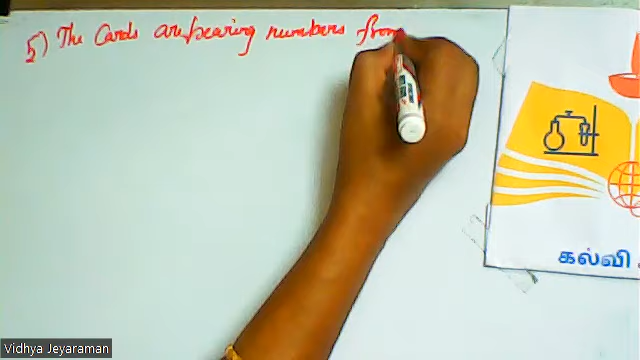 5) The Cards are bearing numbers from
கல்வி
Vidhya Jeyaraman